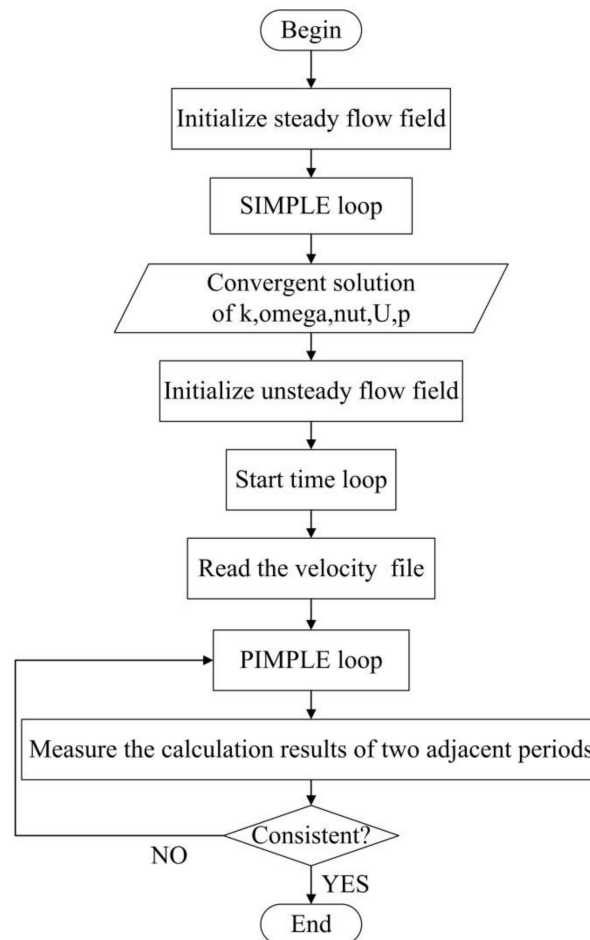 Begin
Initialize steady flow field
SIMPLE loop
Convergent solution
of k,omega,nut,U,p
Initialize unsteady flow field
Start time loop
Read the velocity file
PIMPLE loop
Measure the calculation results of two adjacent periods
Consistent?
NO
YES
End